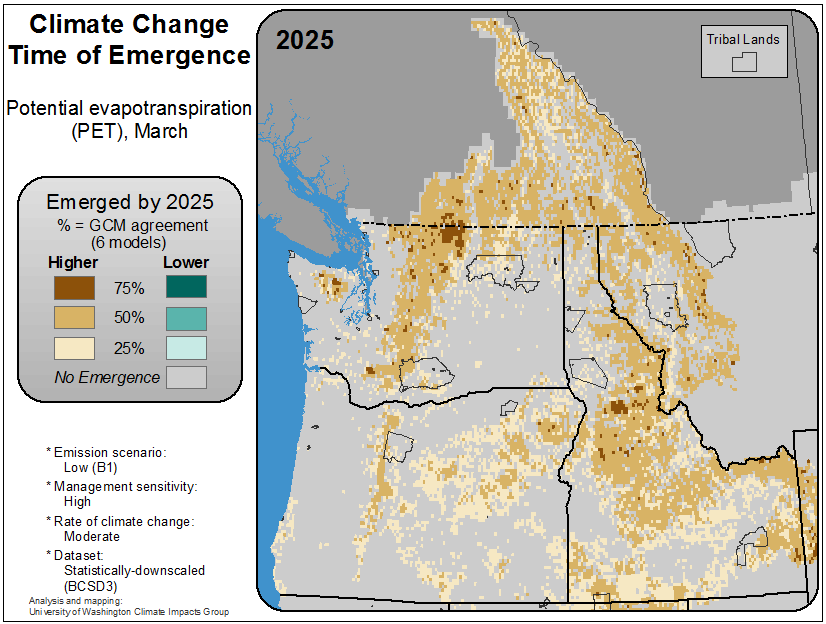 Climate Change
Time of Emergence
Potential evapotranspiration
(PET), March
Emerged by 2025
% = GCM agreement
(6 models)
Higher Lower
75%
50%
25%
No Emergence
* Emission scenario:
Low (B1)
* Management sensitivity:
High
* Rate of climate change:
Moderate
* Dataset:
Statistically-downscaled
(BCSD3)
Analysis and mapping:
University of Washington Climate Impacts Group
2025
Tribal Lands